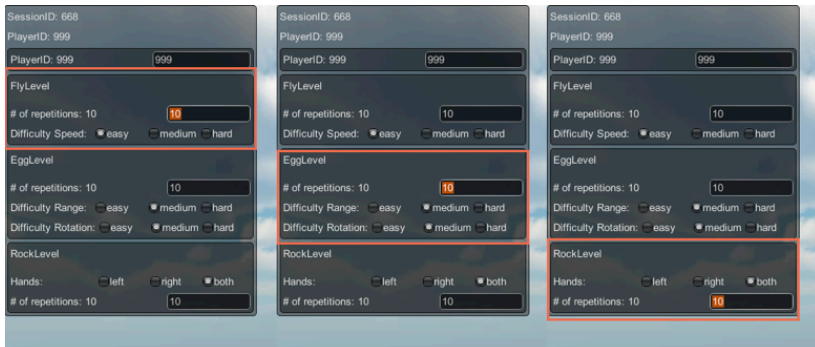 SessionID: 668
PlayerID: 999
PlayerID: 999 999
FlyLevel
# of repetitions: 10 10
Difficulty Speed: easy medium hard
EggLevel
# of repetitions: 10 10
Difficulty Range: easy medium hard
Difficulty Rotation: easy medium hard
RockLevel
Hands: left right both
# of repetitions: 10 10
SessionID: 668
PlayerID: 999
PlayerID: 999 999
FlyLevel
# of repetitions: 10 10
Difficulty Speed: easy medium hard
EggLevel
# of repetitions: 10 10
Difficulty Range: easy medium hard
Difficulty Rotation: easy medium hard
RockLevel
Hands: left right both
# of repetitions: 10 10
SessionID: 668
PlayerID: 999
PlayerID: 999 999
FlyLevel
# of repetitions: 10 10
Difficulty Speed: easy medium hard
EggLevel
# of repetitions: 10 10
Difficulty Range: easy medium hard
Difficulty Rotation: easy medium hard
RockLevel
Hands: left right both
# of repetitions: 10 10